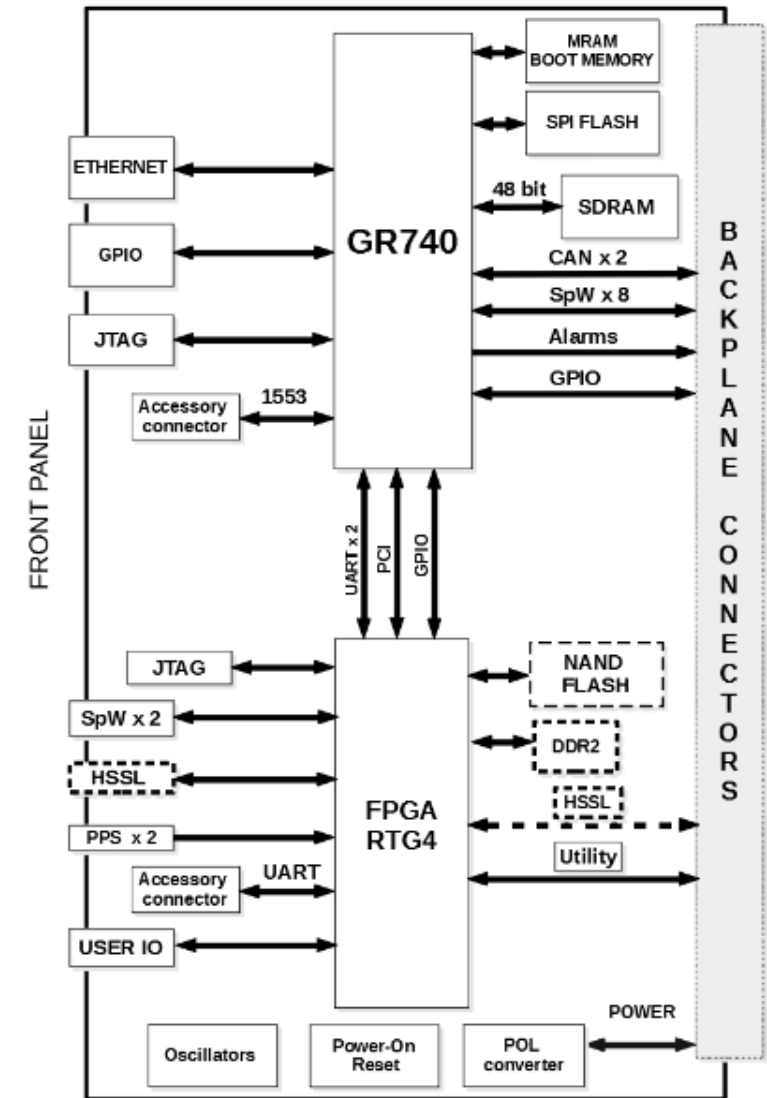 MRAM
BOOT MEMORY
SPI FLASH
ETHERNET
48 bit
SDRAM
GR740
GPIO
CAN x 2
SpW x 8
JTAG
Alarms
GPIO
1553
Accessory
connector
FRONT PANEL
BACKPLANE CONNECTORS
UART x 2
PCI
GPIO
JTAG
NAND
FLASH
SpW x 2
DDR2
HSSL
HSSL
FPGA
RTG4
PPS x 2
Utility
UART
Accessory
connector
USER IO
POWER
Oscillators
Power-On
Reset
POL
converter